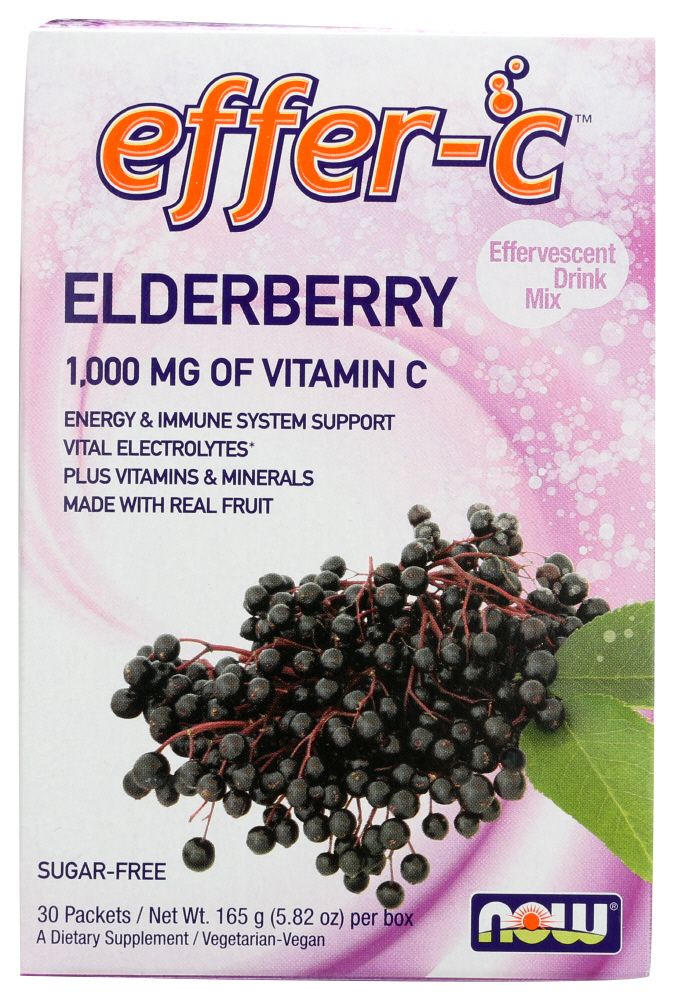 effer-c™
Effervescent
Drink
Mix
ELDERBERRY
1,000 MG OF VITAMIN C
ENERGY & IMMUNE SYSTEM SUPPORT
VITAL ELECTROLYTES*
PLUS VITAMINS & MINERALS
MADE WITH REAL FRUIT
SUGAR-FREE
30 Packets / Net Wt. 165 g (5.82 oz) per box
A Dietary Supplement / Vegetarian-Vegan
now®